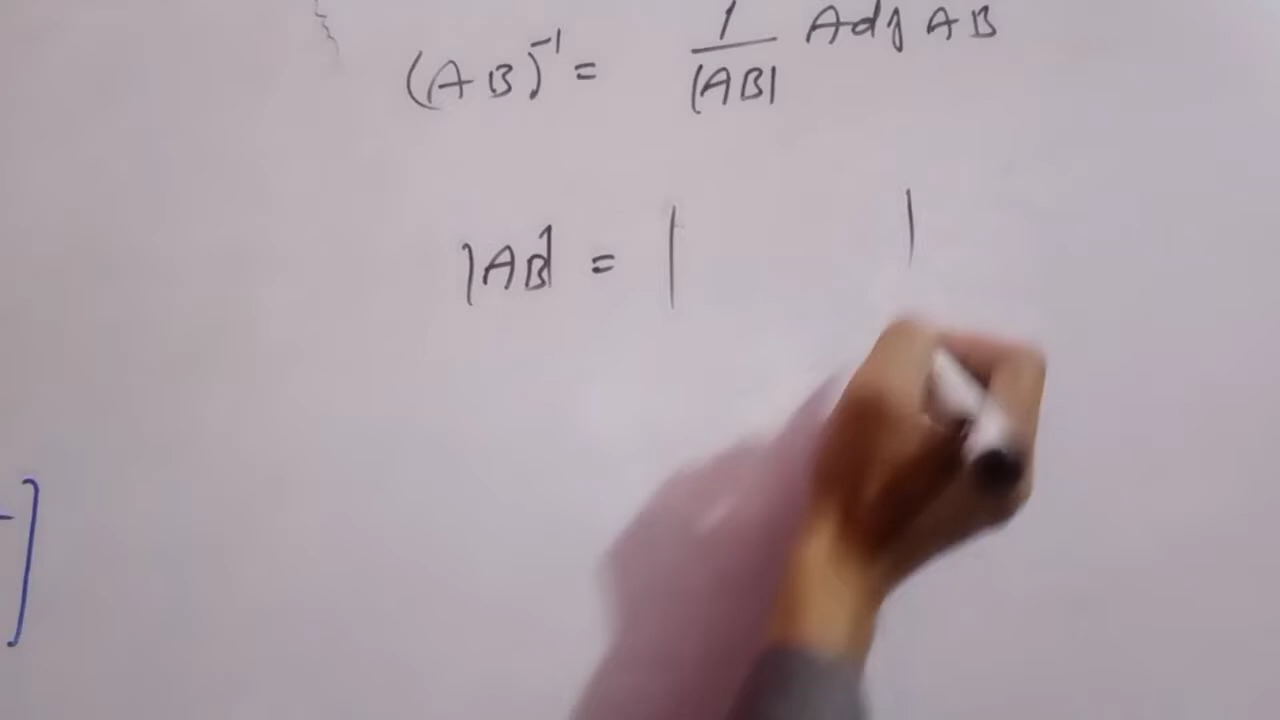 (AB)⁻¹ = 1/|AB| Adj AB
|AB| = | |
]